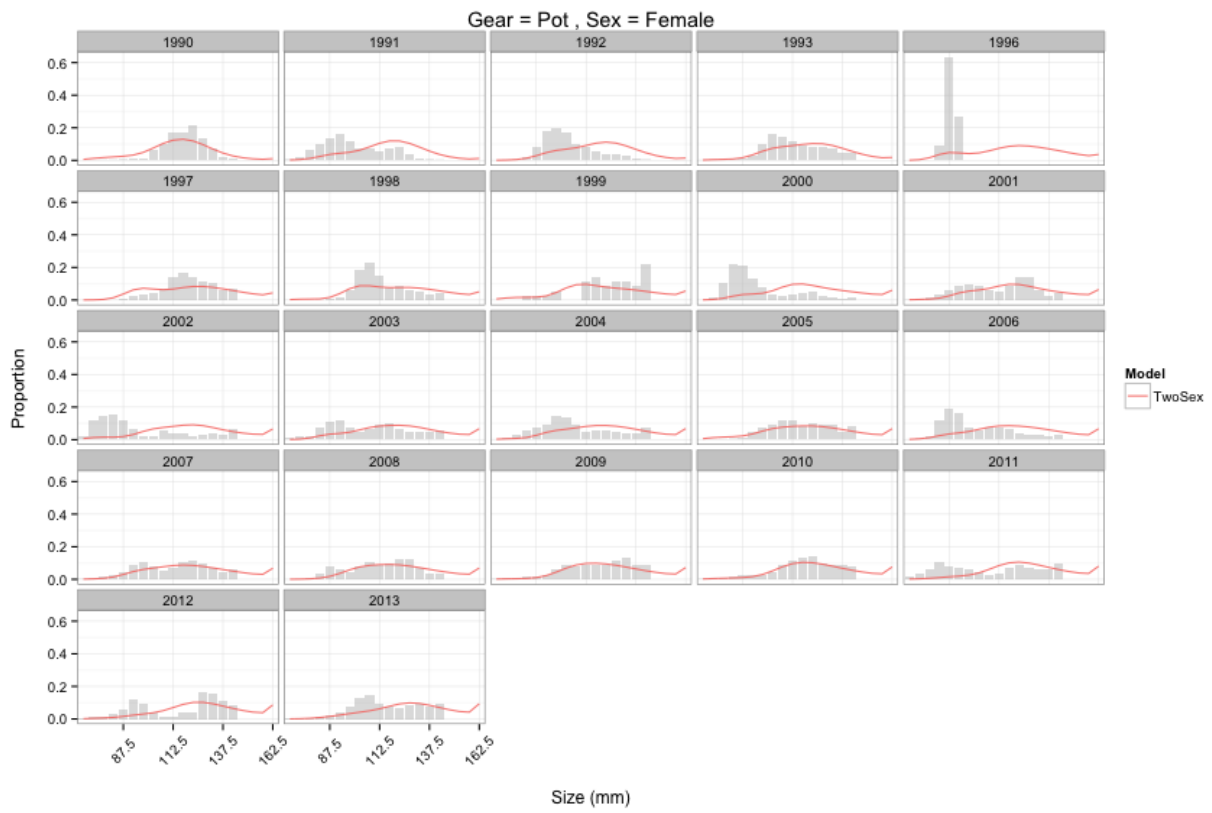 Gear = Pot , Sex = Female
1990 1991 1992 1993 1996
0.6
0.4
0.2
0.0
1997 1998 1999 2000 2001
0.6
0.4
0.2
0.0
2002 2003 2004 2005 2006
0.6
0.4
0.2
0.0
2007 2008 2009 2010 2011
0.6
0.4
0.2
0.0
2012 2013
0.6
0.4
0.2
0.0
87.5 112.5 137.5 162.5 87.5 112.5 137.5 162.5
Size (mm)
Proportion
Model
TwoSex